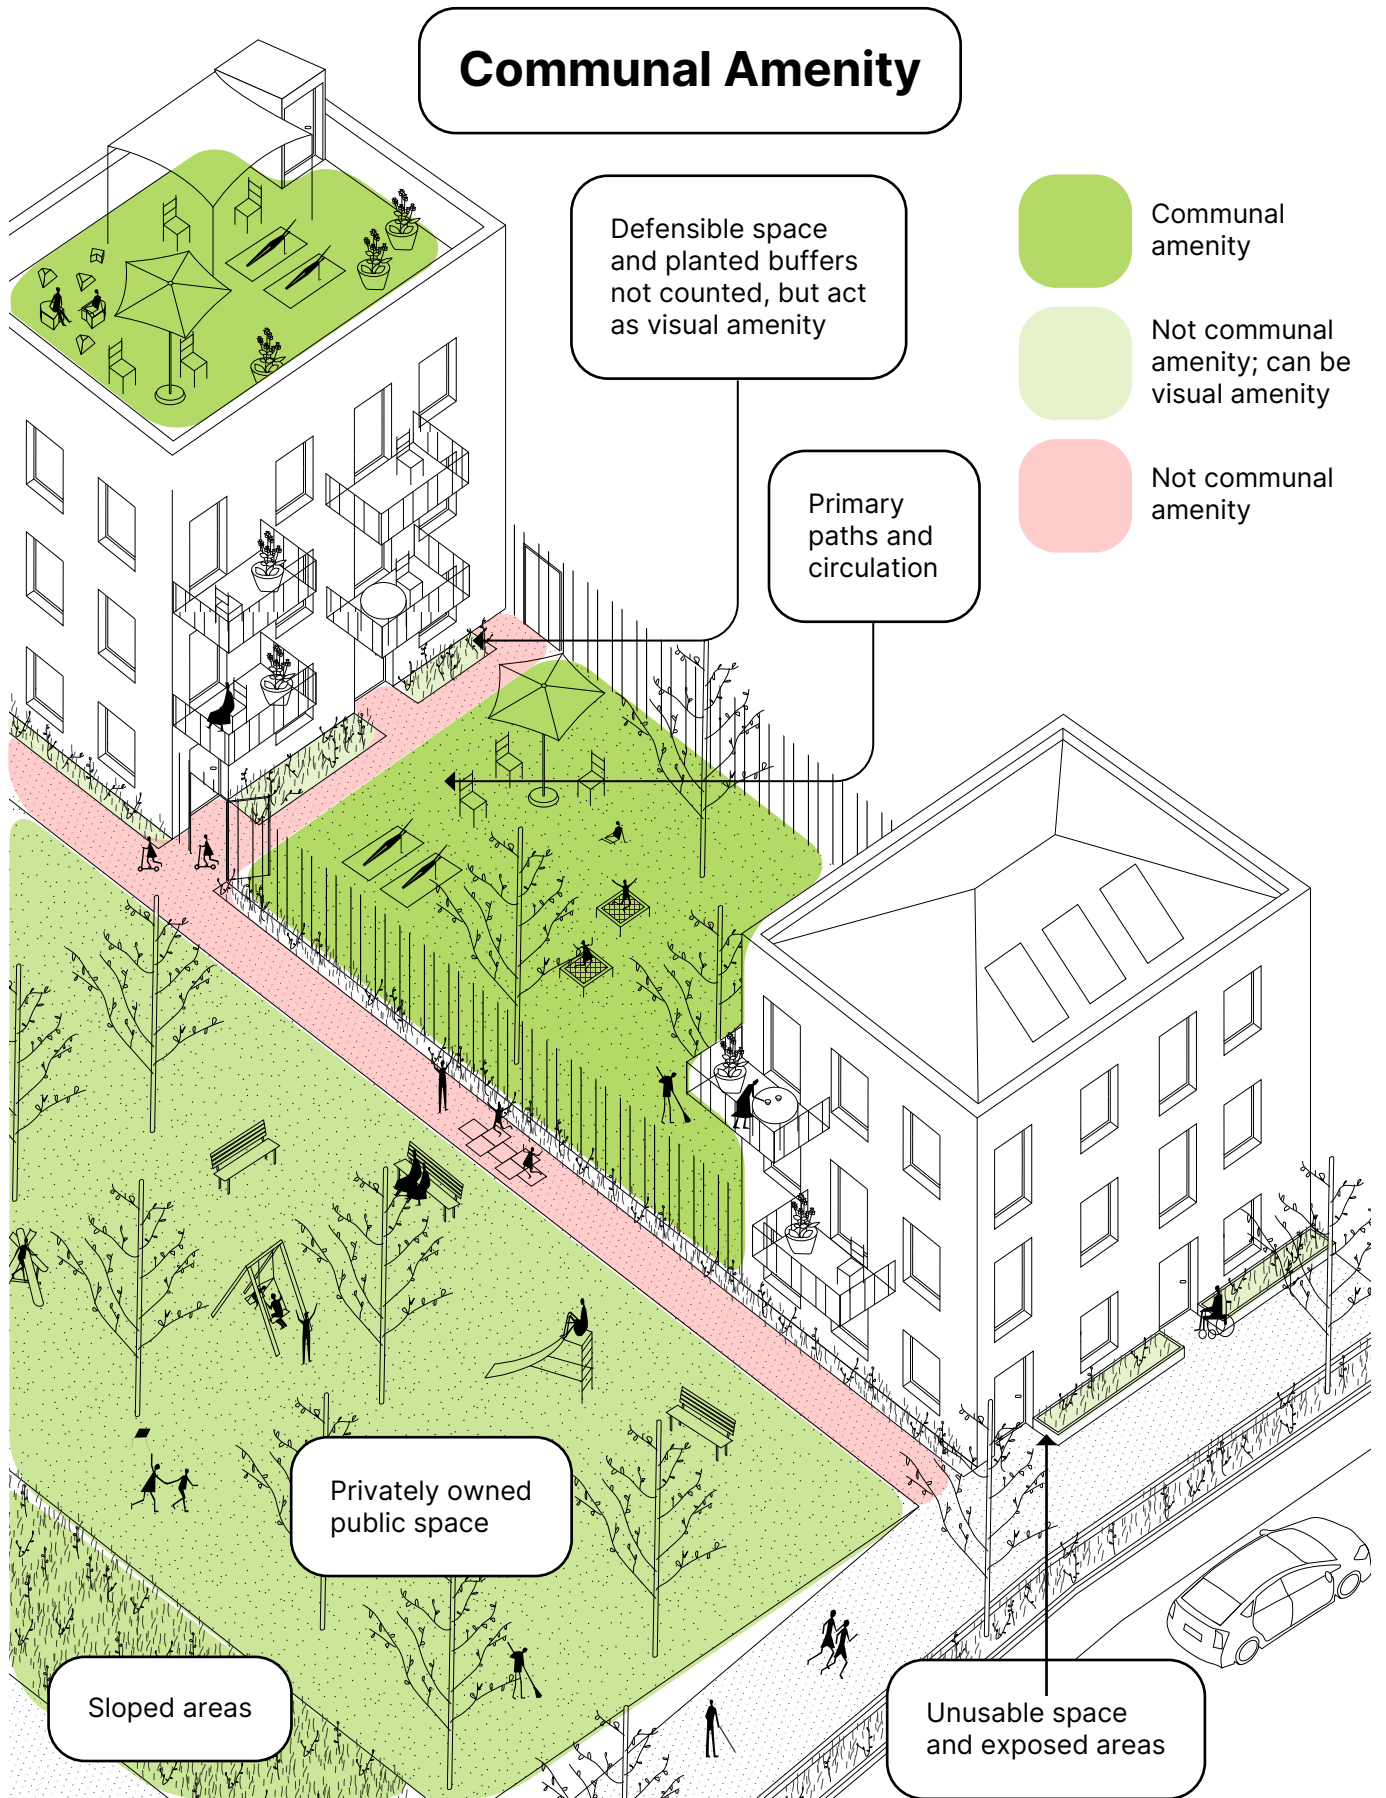 Communal Amenity
Defensible space
and planted buffers
not counted, but act
as visual amenity
Communal
amenity
Not communal
amenity; can be
visual amenity
Not communal
amenity
Primary
paths and
circulation
Privately owned
public space
Sloped areas
Unusable space
and exposed areas